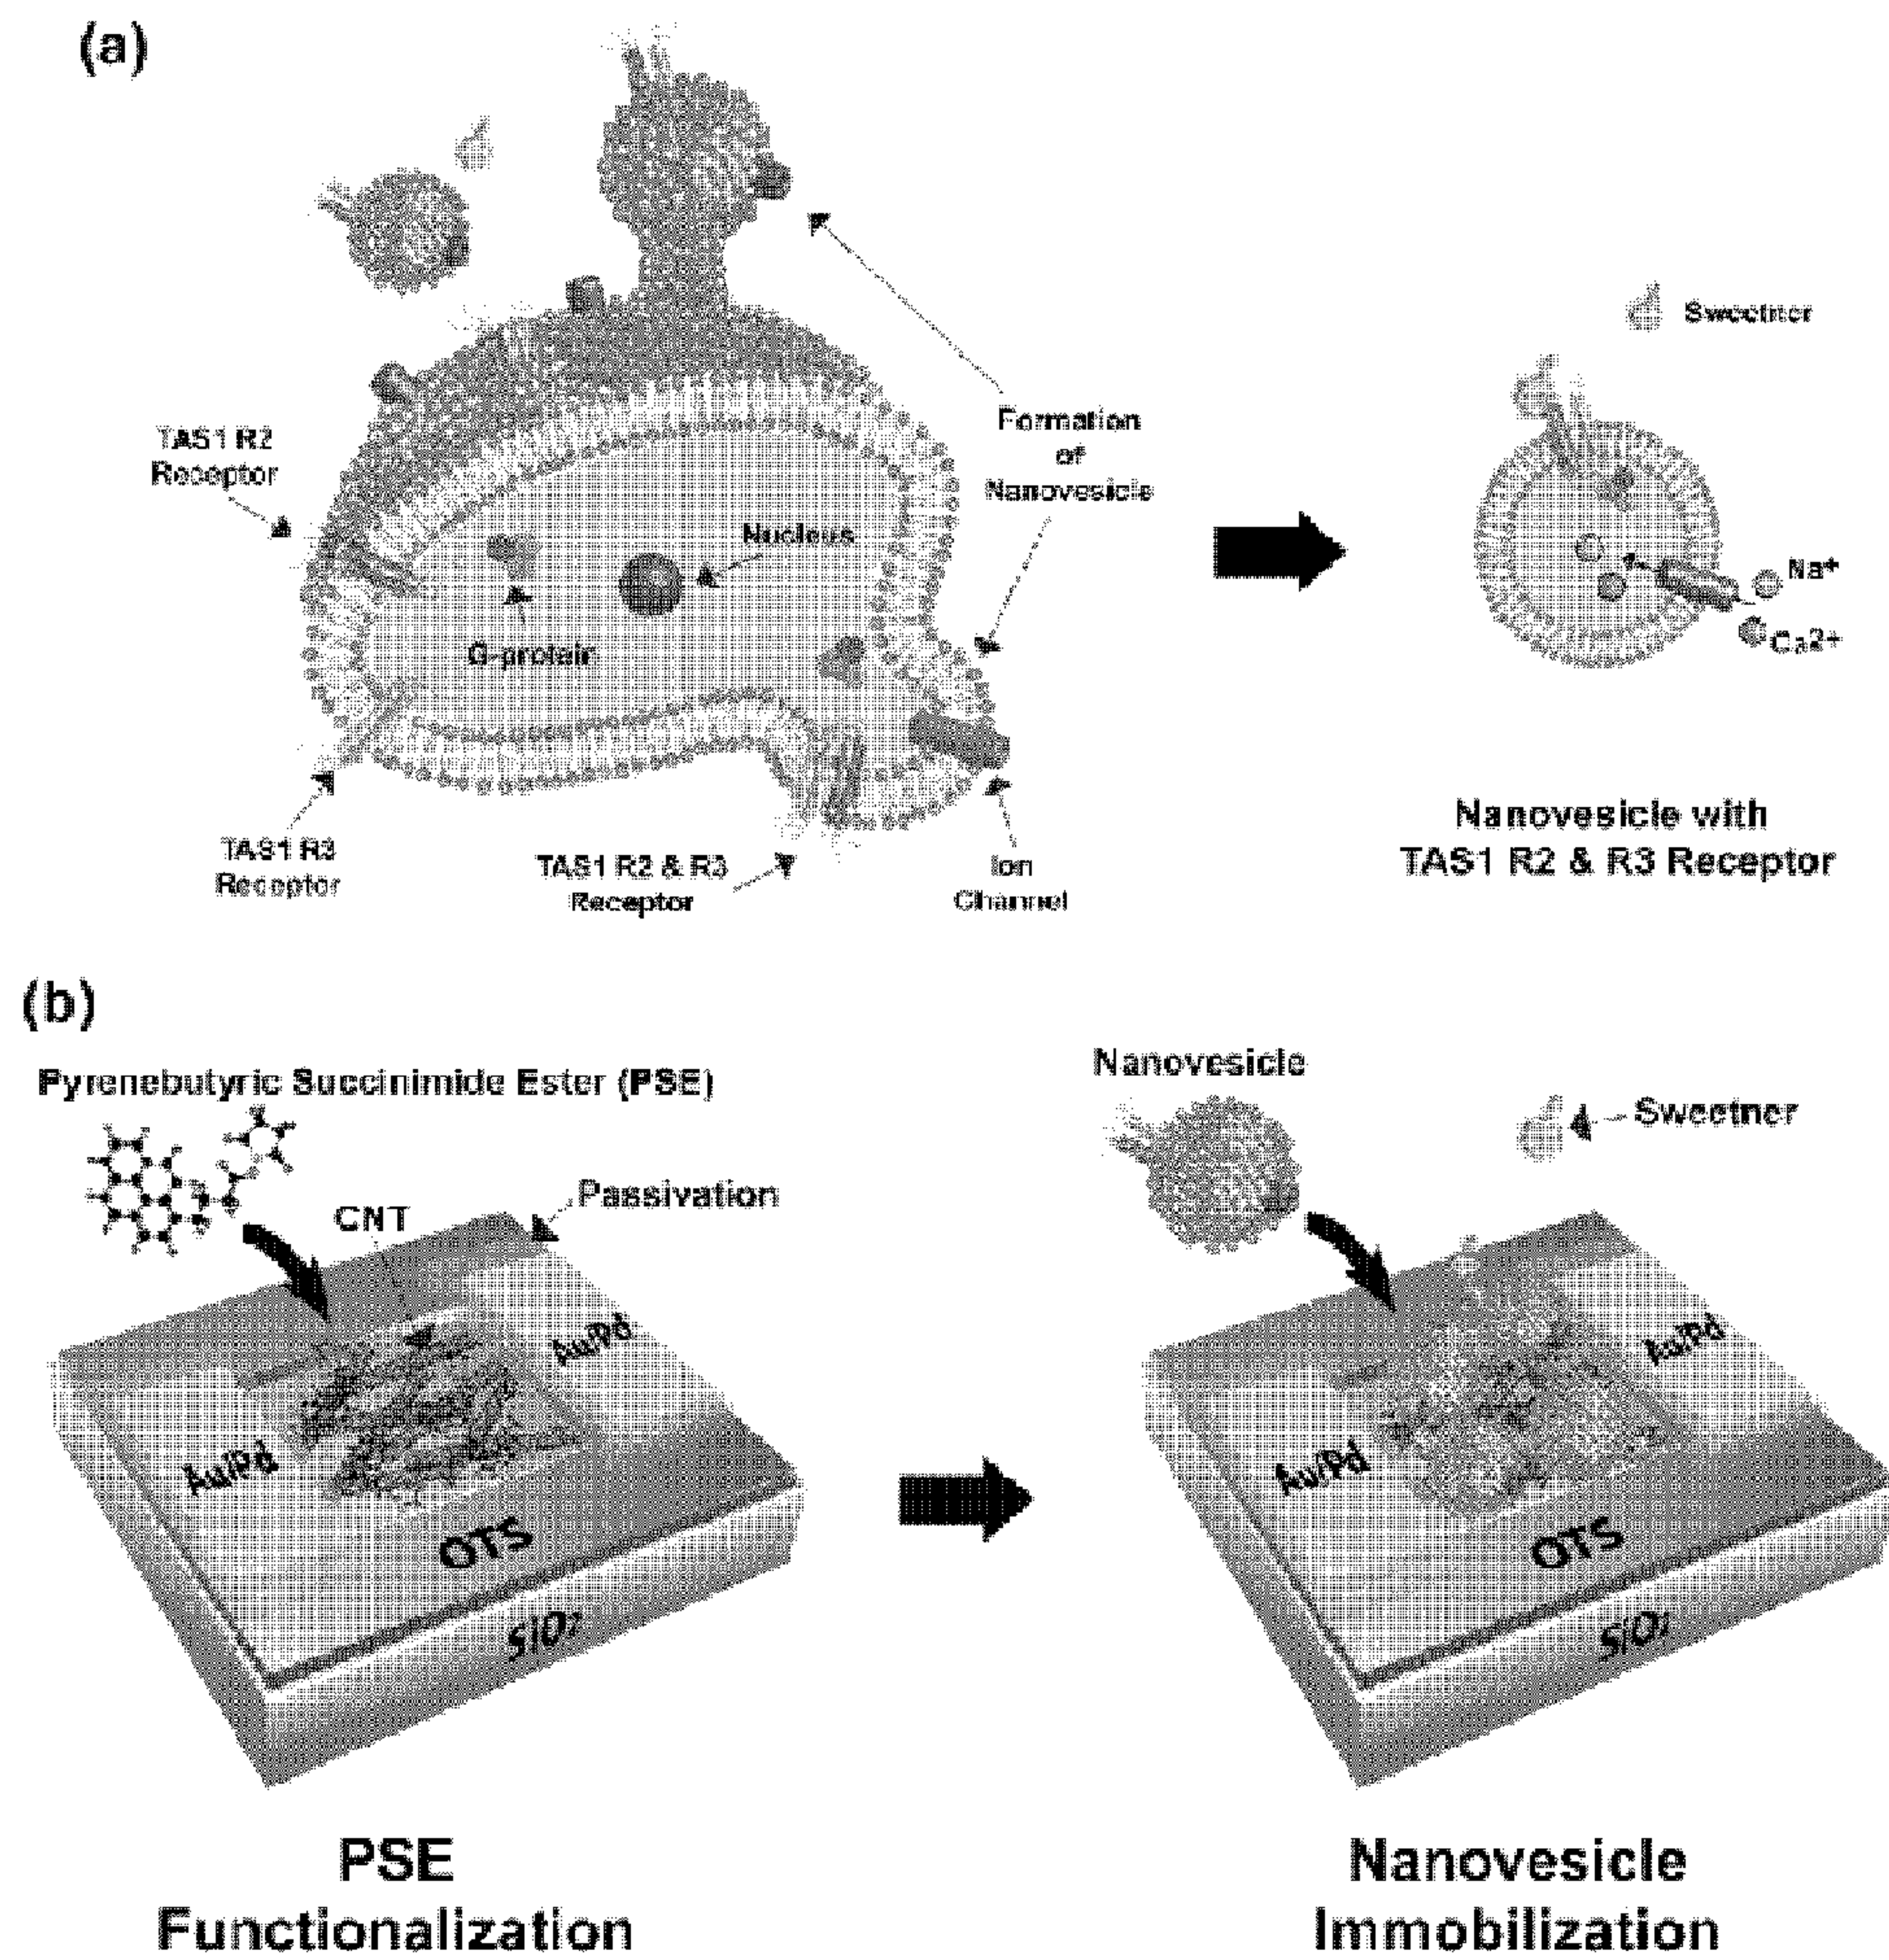 (a)
Sweetner
TAS1 R2
Receptor
Formation
of
Nanovesicle
Nucleus
G-protein
Na+
Ca2+
TAS1 R3
Receptor
TAS1 R2 & R3
Receptor
Ion
Channel
Nanovesicle with
TAS1 R2 & R3 Receptor
(b)
Pyrenebutyric Succinimide Ester (PSE)
CNT
Passivation
Au/Pd
Au/Pd
OTS
SiO2
Nanovesicle
Sweetner
Au/Pd
Au/Pd
OTS
SiO2
PSE
Functionalization
Nanovesicle
Immobilization